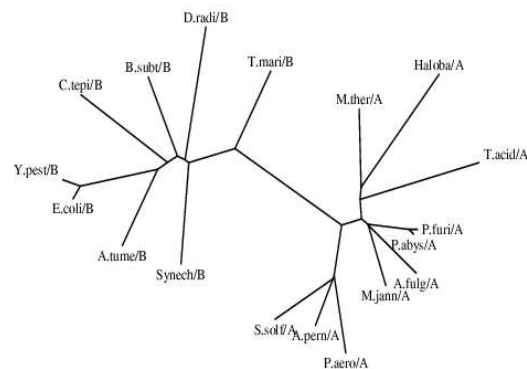 D.radi/B
B.subt/B
T.mari/B
Haloba/A
C.tepi/B
M.ther/A
T.acid/A
Y.pest/B
E.coli/B
P.furi/A
P.abys/A
A.tume/B
Synech/B
A.fulg/A
M.jann/A
S.solf/A
A.pern/A
P.aero/A